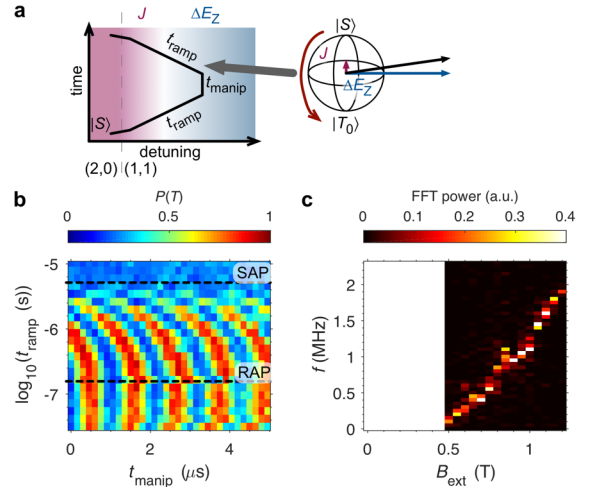 a
J ΔE_Z
time
|S⟩
t_ramp
t_manip
t_ramp
detuning
(2,0) (1,1)
|S⟩
J
ΔE_Z
|T_0⟩
b
P(T)
0 0.5 1
log_10(t_ramp (s))
-5
-6
-7
SAP
RAP
0 2 4
t_manip (μs)
c
FFT power (a.u.)
0 0.1 0.2 0.3 0.4
f (MHz)
2
1.5
1
0.5
0
0 0.5 1
B_ext (T)